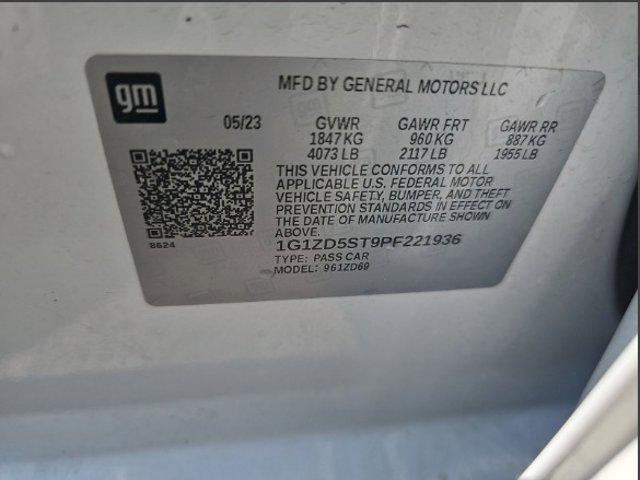 gm
MFD BY GENERAL MOTORS LLC
05/23 GVWR GAWR FRT GAWR RR
1847 KG 960 KG 887 KG
4073 LB 2117 LB 1955 LB
THIS VEHICLE CONFORMS TO ALL
APPLICABLE U.S. FEDERAL MOTOR
VEHICLE SAFETY, BUMPER, AND THEFT
PREVENTION STANDARDS IN EFFECT ON
THE DATE OF MANUFACTURE SHOWN
ABOVE.
8624 1G1ZD5ST9PF221936
TYPE: PASS CAR
MODEL: 961ZD69